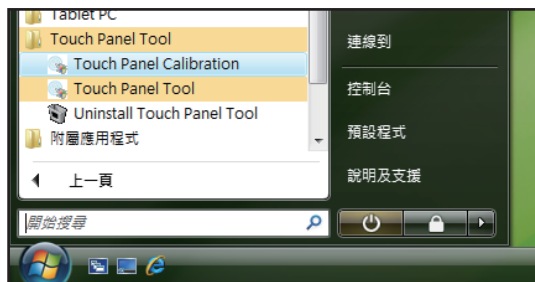 Tablet PC
Touch Panel Tool
Touch Panel Calibration
Touch Panel Tool
Uninstall Touch Panel Tool
附屬應用程式
上一頁
開始搜尋
連線到
控制台
預設程式
說明及支援